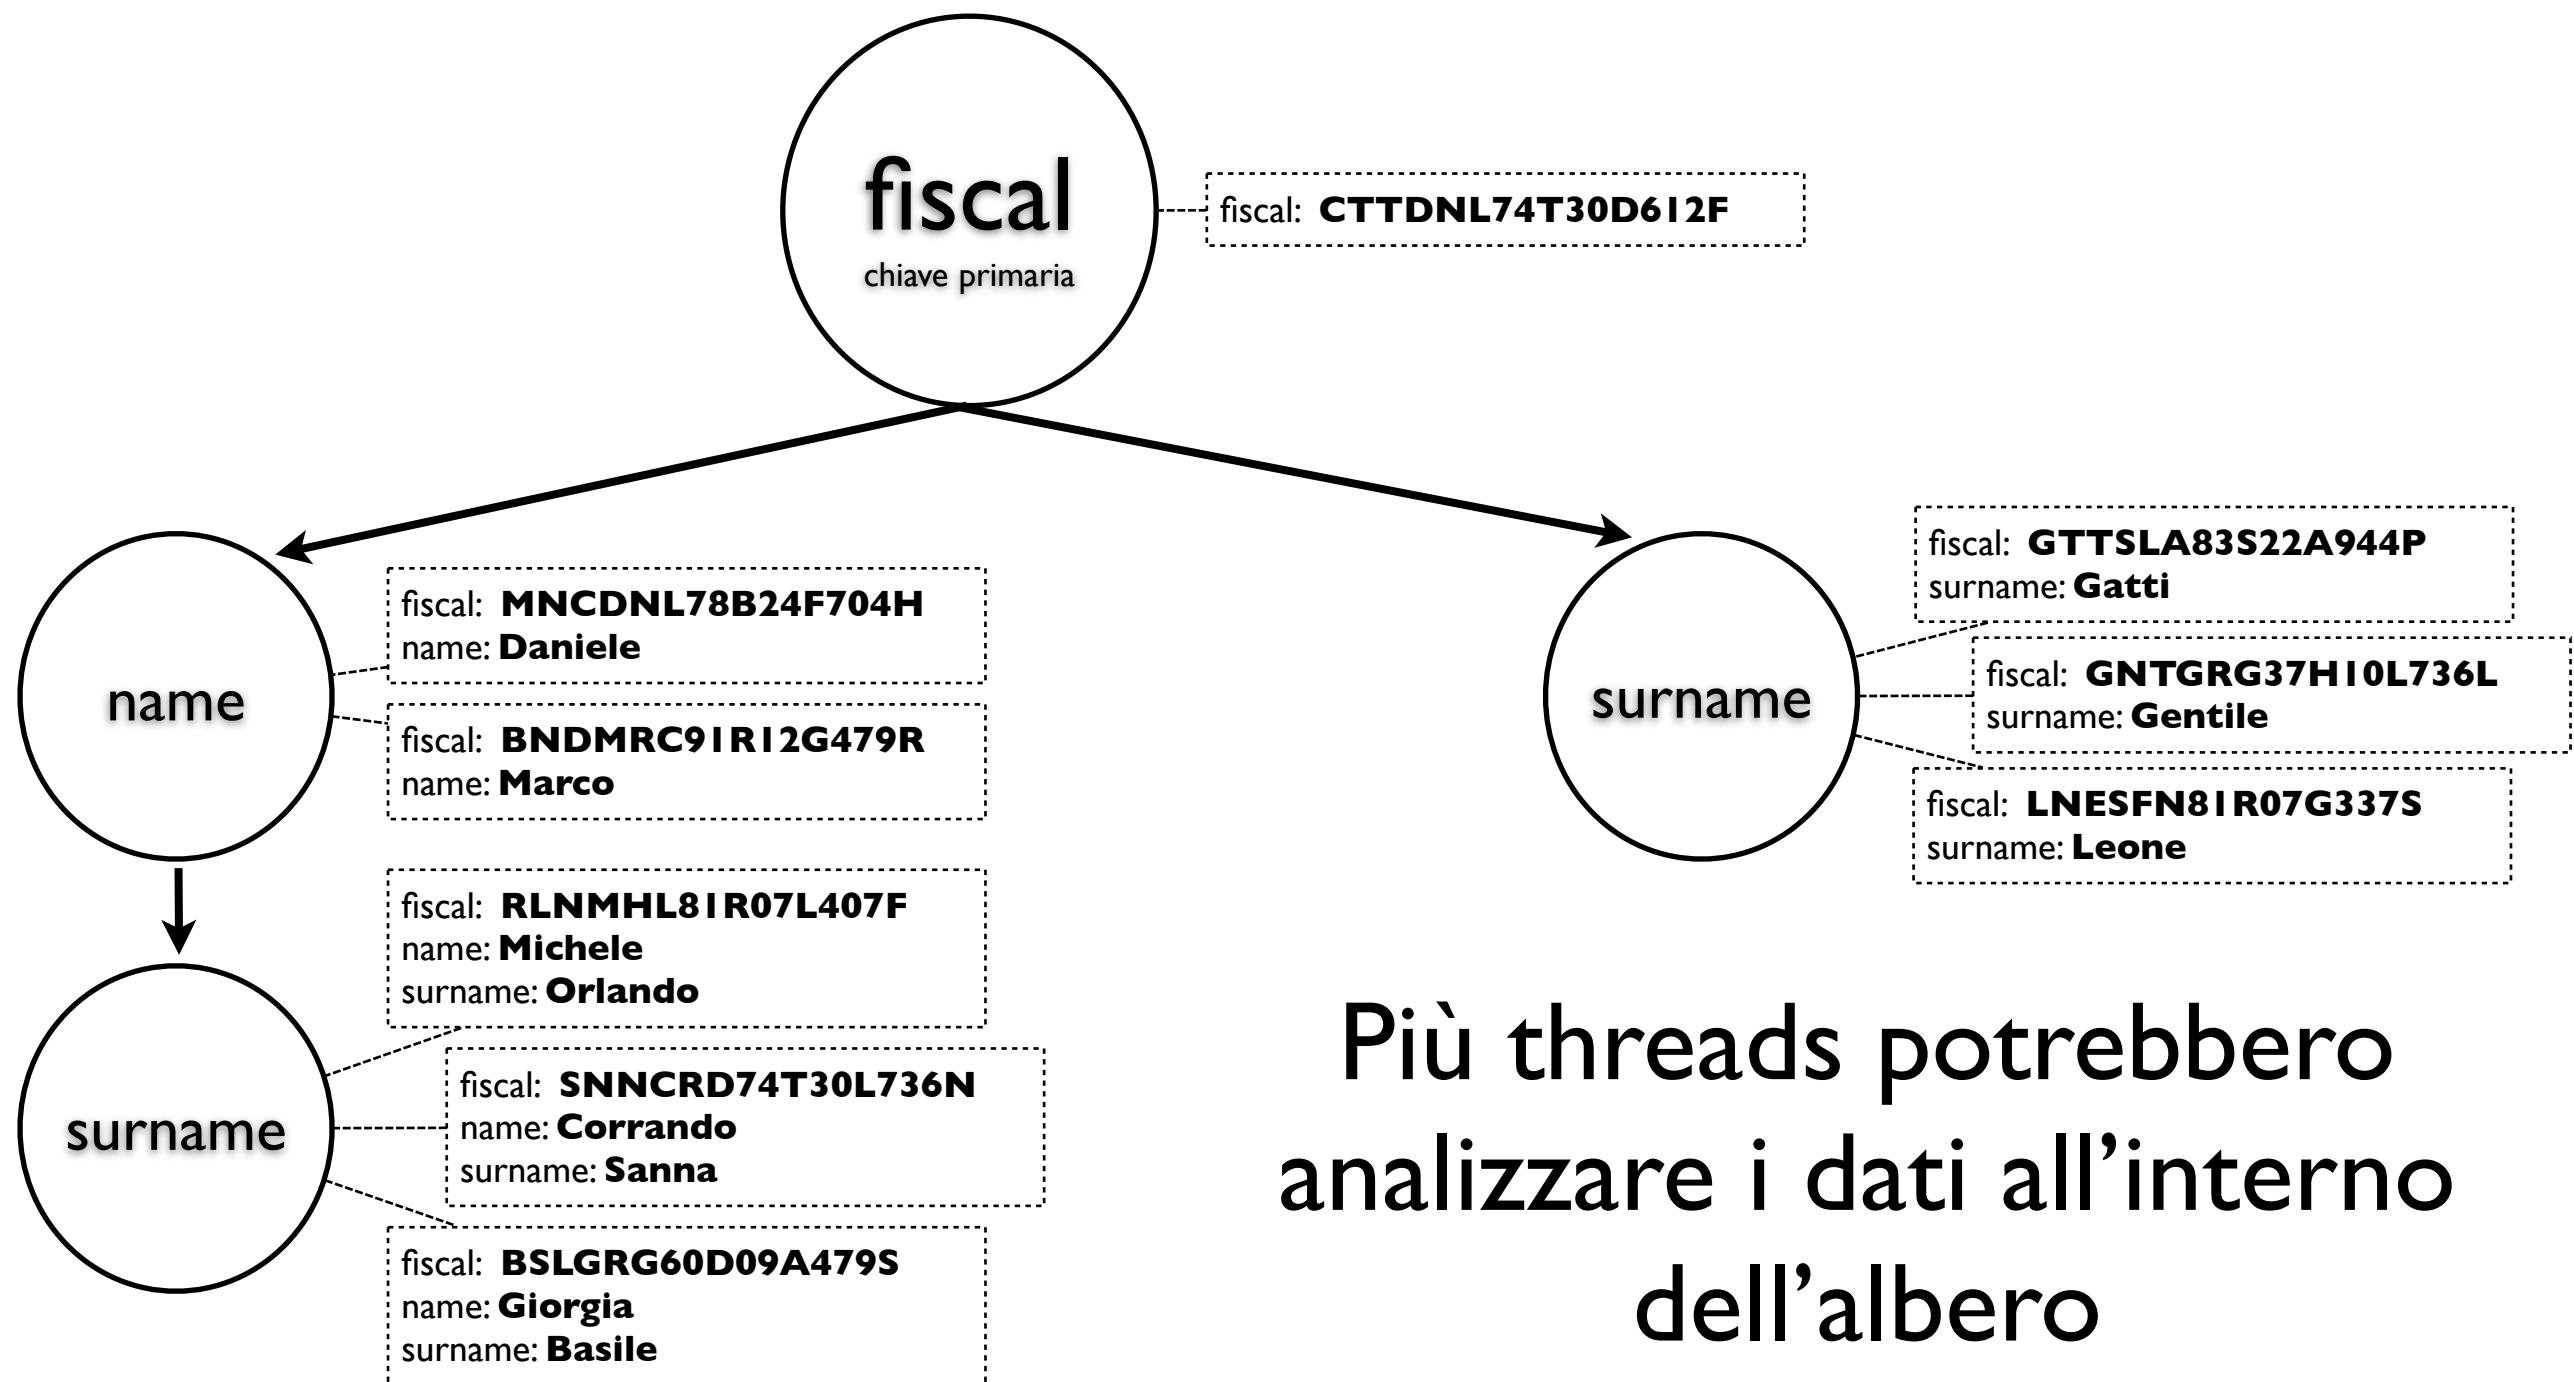 fiscal
chiave primaria
fiscal: CTTDNL74T30D612F
name
fiscal: MNCDNL78B24F704H
name: Daniele
fiscal: BNDMRC91R12G479R
name: Marco
surname
fiscal: GTTSLA83S22A944P
surname: Gatti
fiscal: GNTGRG37H10L736L
surname: Gentile
fiscal: LNESFN81R07G337S
surname: Leone
surname
fiscal: RLNMHL81R07L407F
name: Michele
surname: Orlando
fiscal: SNNCRD74T30L736N
name: Corrando
surname: Sanna
fiscal: BSLGRG60D09A479S
name: Giorgia
surname: Basile
Più threads potrebbero
analizzare i dati all’interno
dell’albero